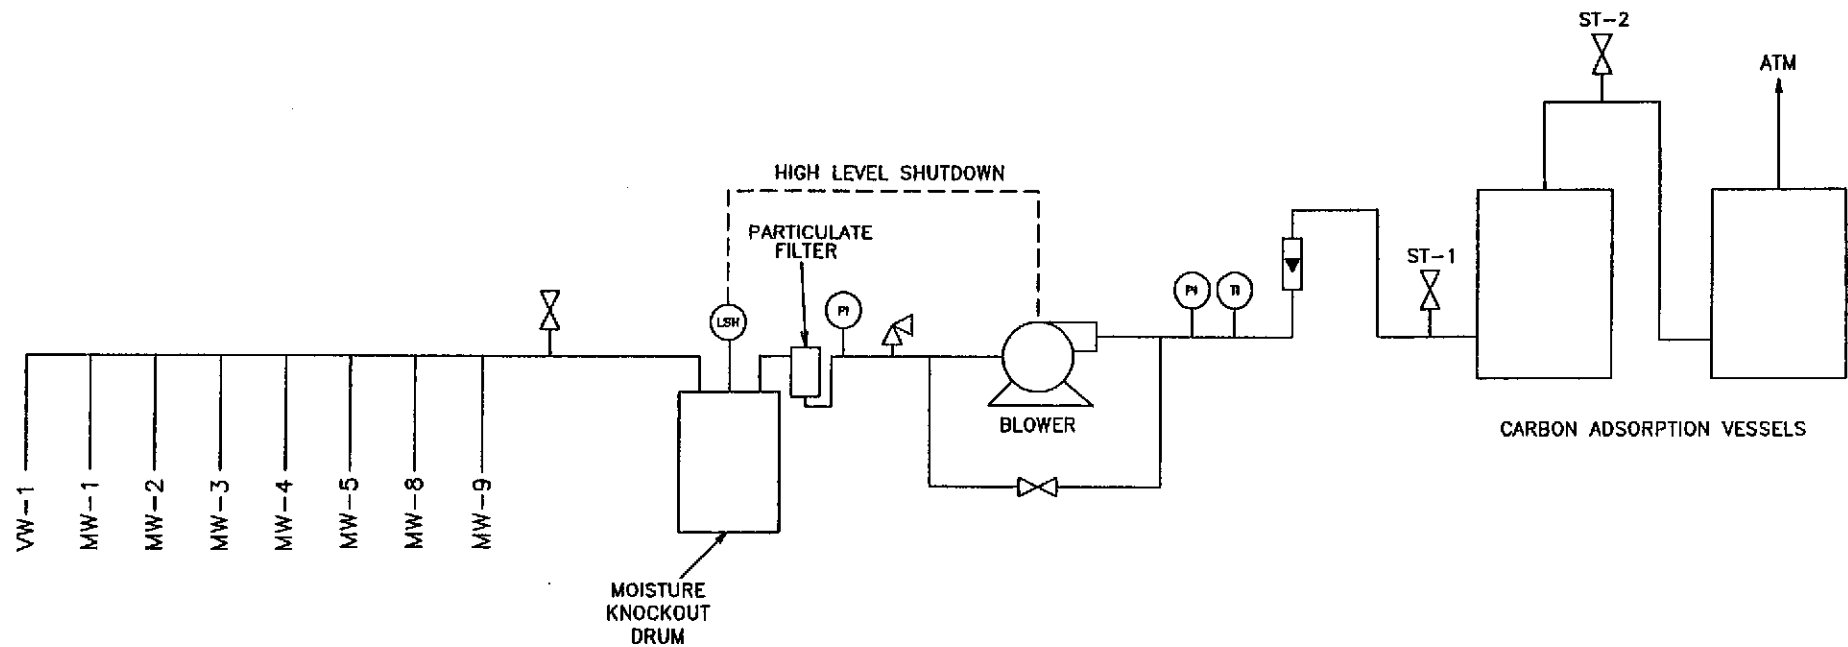 ST-2
ATM
HIGH LEVEL SHUTDOWN
PARTICULATE
FILTER
ST-1
LSH
PI
PI
TI
BLOWER
CARBON ADSORPTION VESSELS
VW-1
MW-1
MW-2
MW-3
MW-4
MW-5
MW-8
MW-9
MOISTURE
KNOCKOUT
DRUM